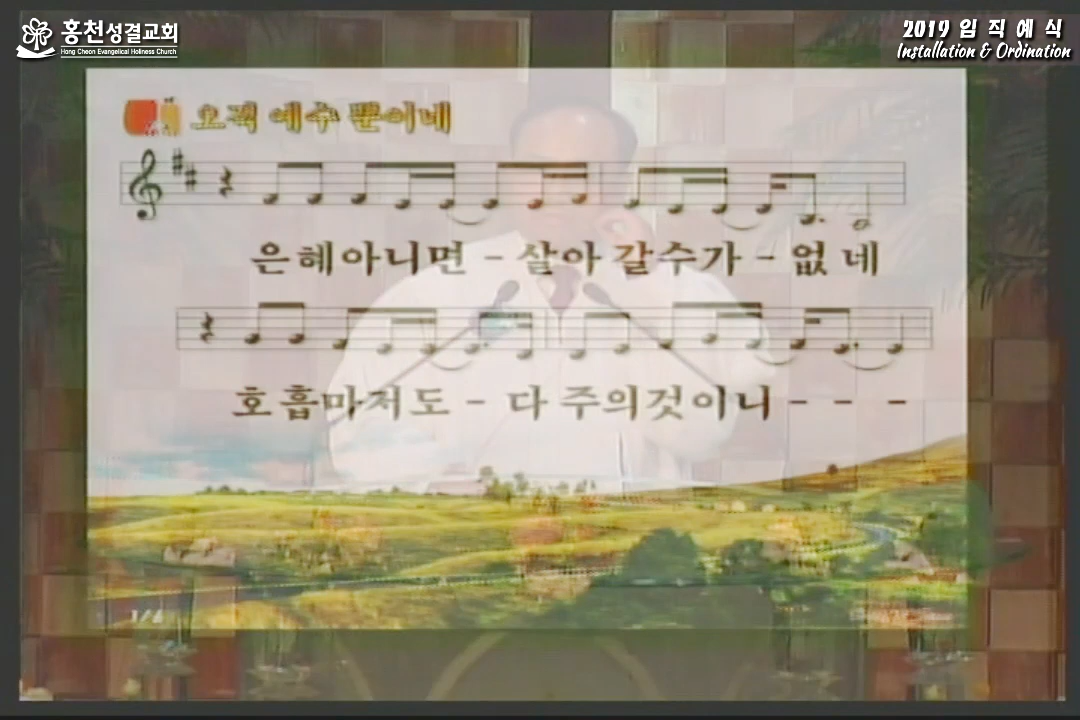 홍천성결교회
Hong Cheon Evangelical Holiness Church
2019 임 직 예 식
Installation & Ordination
오직 예수 뿐이네
은혜아니면 - 살아 갈수가 - 없 네
호흡마저도 - 다 주의것이니 - - -